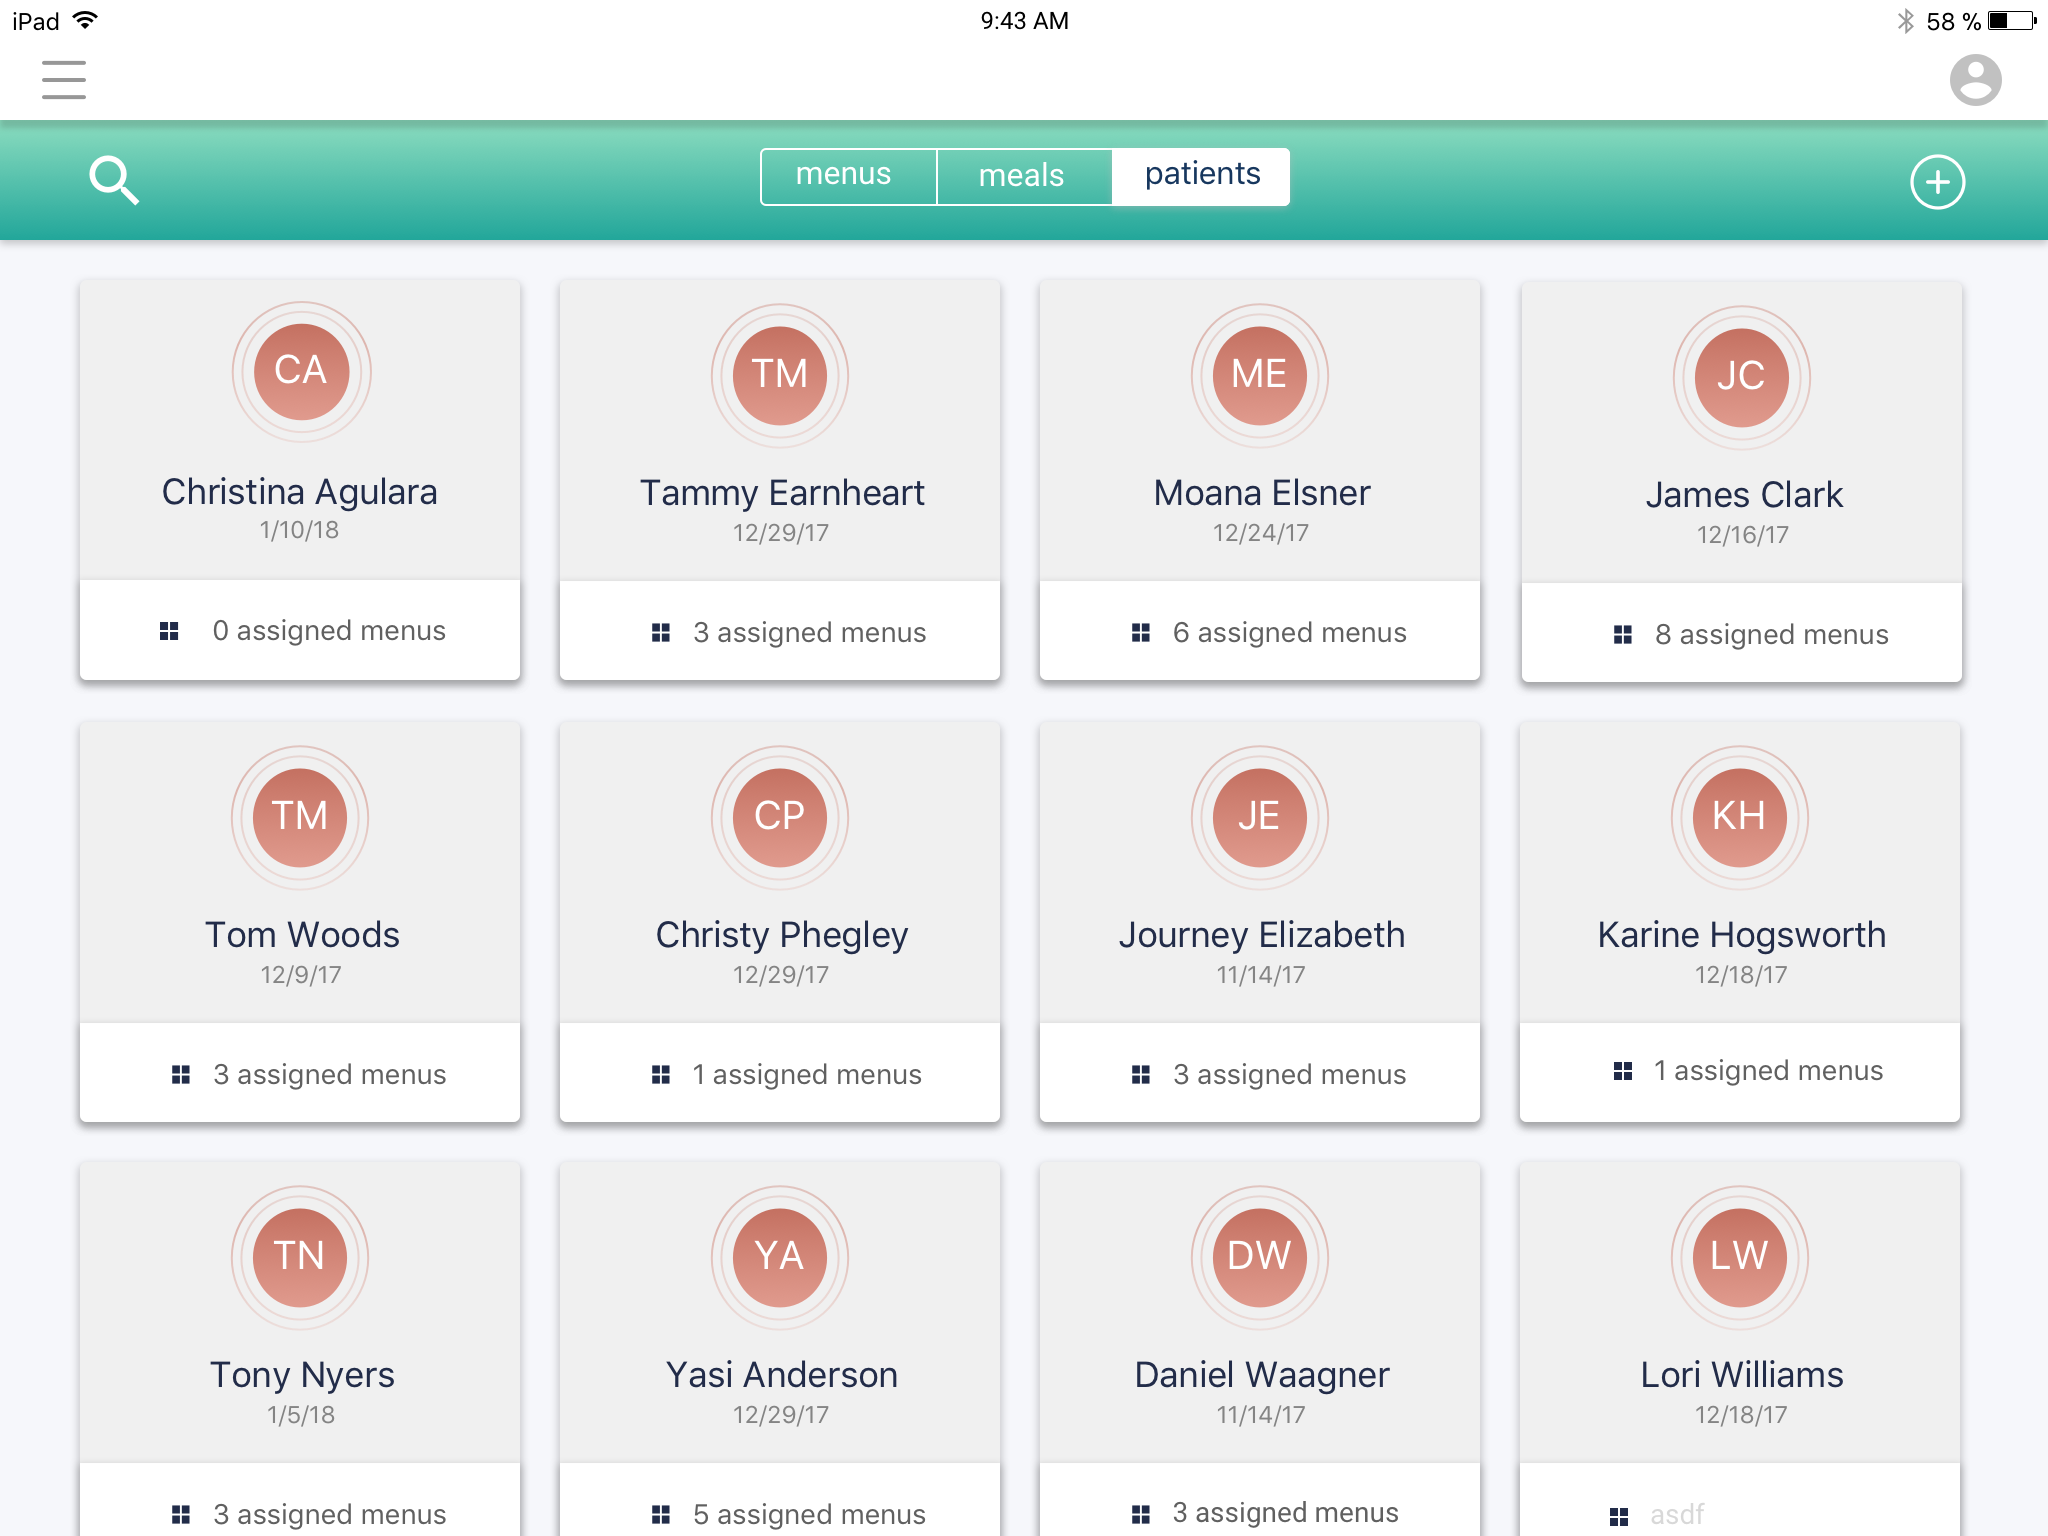 iPad 9:43 AM 58 %
menus meals patients
CA TM ME JC
Christina Agulara Tammy Earnheart Moana Elsner James Clark
1/10/18 12/29/17 12/24/17 12/16/17
0 assigned menus 3 assigned menus 6 assigned menus 8 assigned menus
TM CP JE KH
Tom Woods Christy Phegley Journey Elizabeth Karine Hogsworth
12/9/17 12/29/17 11/14/17 12/18/17
3 assigned menus 1 assigned menus 3 assigned menus 1 assigned menus
TN YA DW LW
Tony Nyers Yasi Anderson Daniel Waagner Lori Williams
1/5/18 12/29/17 11/14/17 12/18/17
3 assigned menus 5 assigned menus 3 assigned menus asdf